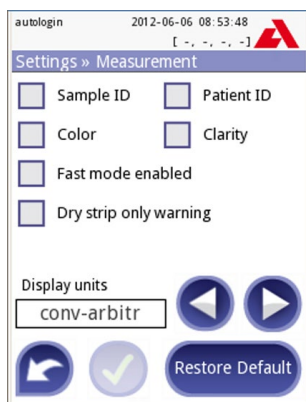 autologin 2012-06-06 08:53:48
[ -, -, -, -]
Settings » Measurement
Sample ID Patient ID
Color Clarity
Fast mode enabled
Dry strip only warning
Display units
conv-arbitr
Restore Default